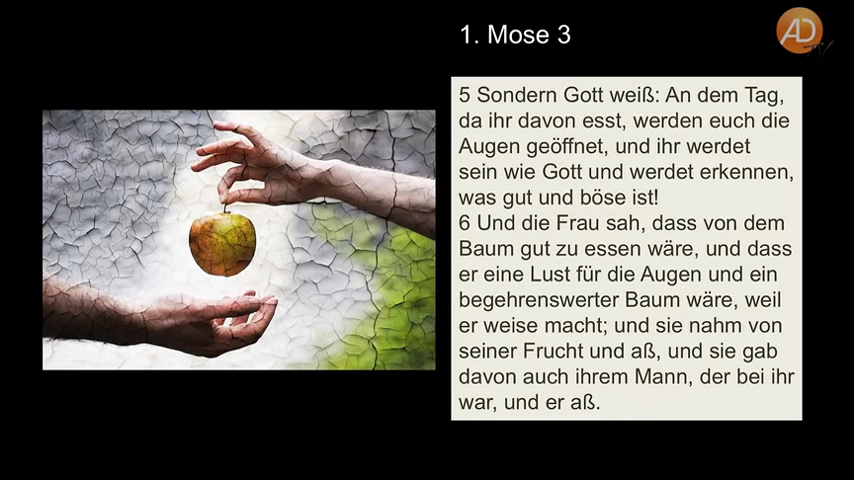 1. Mose 3
AD
TV
5 Sondern Gott weiß: An dem Tag,
da ihr davon esst, werden euch die
Augen geöffnet, und ihr werdet
sein wie Gott und werdet erkennen,
was gut und böse ist!
6 Und die Frau sah, dass von dem
Baum gut zu essen wäre, und dass
er eine Lust für die Augen und ein
begehrenswerter Baum wäre, weil
er weise macht; und sie nahm von
seiner Frucht und aß, und sie gab
davon auch ihrem Mann, der bei ihr
war, und er aß.